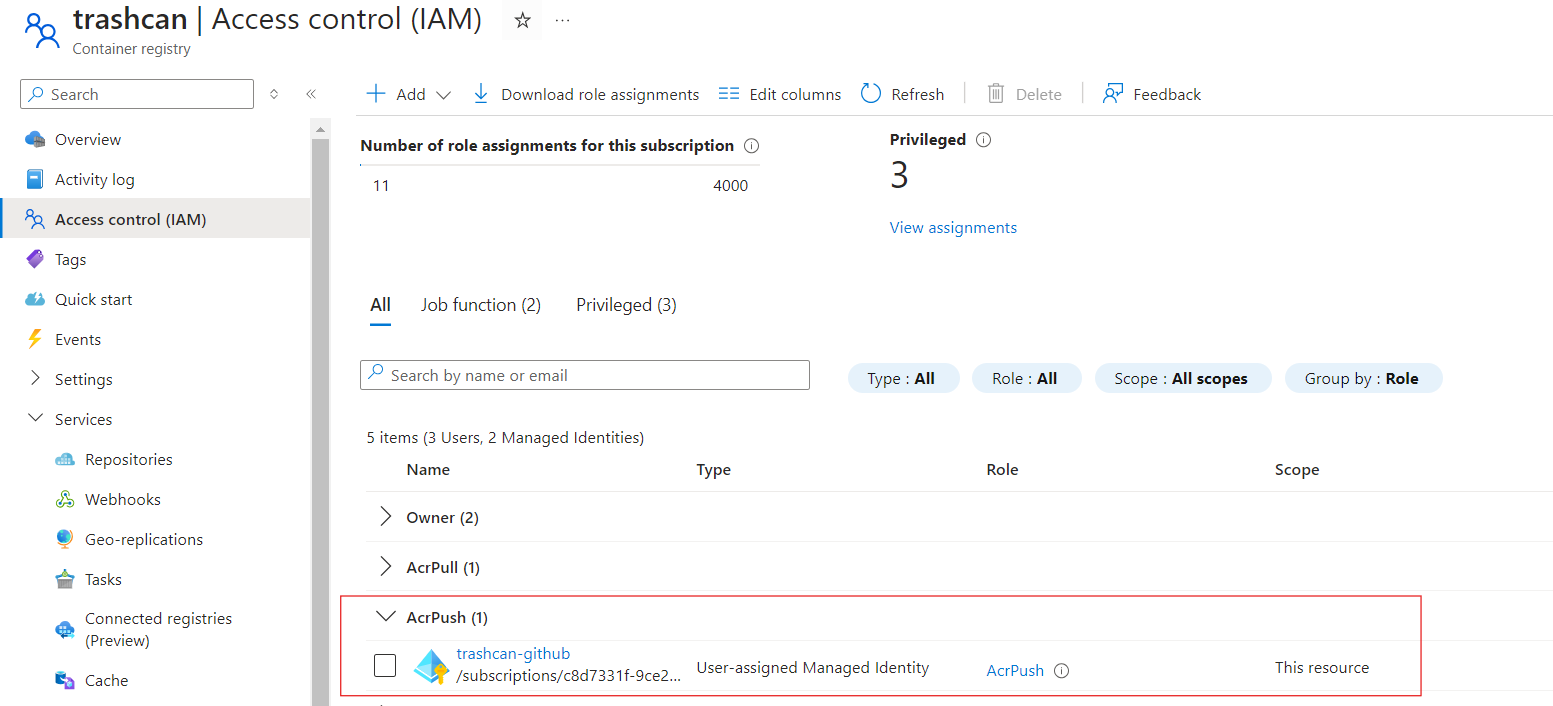 trashcan | Access control (IAM) ☆ ...
Container registry
Search
Overview
Activity log
Access control (IAM)
Tags
Quick start
Events
Settings
Services
Repositories
Webhooks
Geo-replications
Tasks
Connected registries
(Preview)
Cache
Add
Download role assignments
Edit columns
Refresh
Delete
Feedback
Number of role assignments for this subscription
11 4000
Privileged
3
View assignments
All Job function (2) Privileged (3)
Search by name or email
Type : All Role : All Scope : All scopes Group by : Role
5 items (3 Users, 2 Managed Identities)
Name Type Role Scope
Owner (2)
AcrPull (1)
AcrPush (1)
trashcan-github
/subscriptions/c8d7331f-9ce2...
User-assigned Managed Identity AcrPush This resource